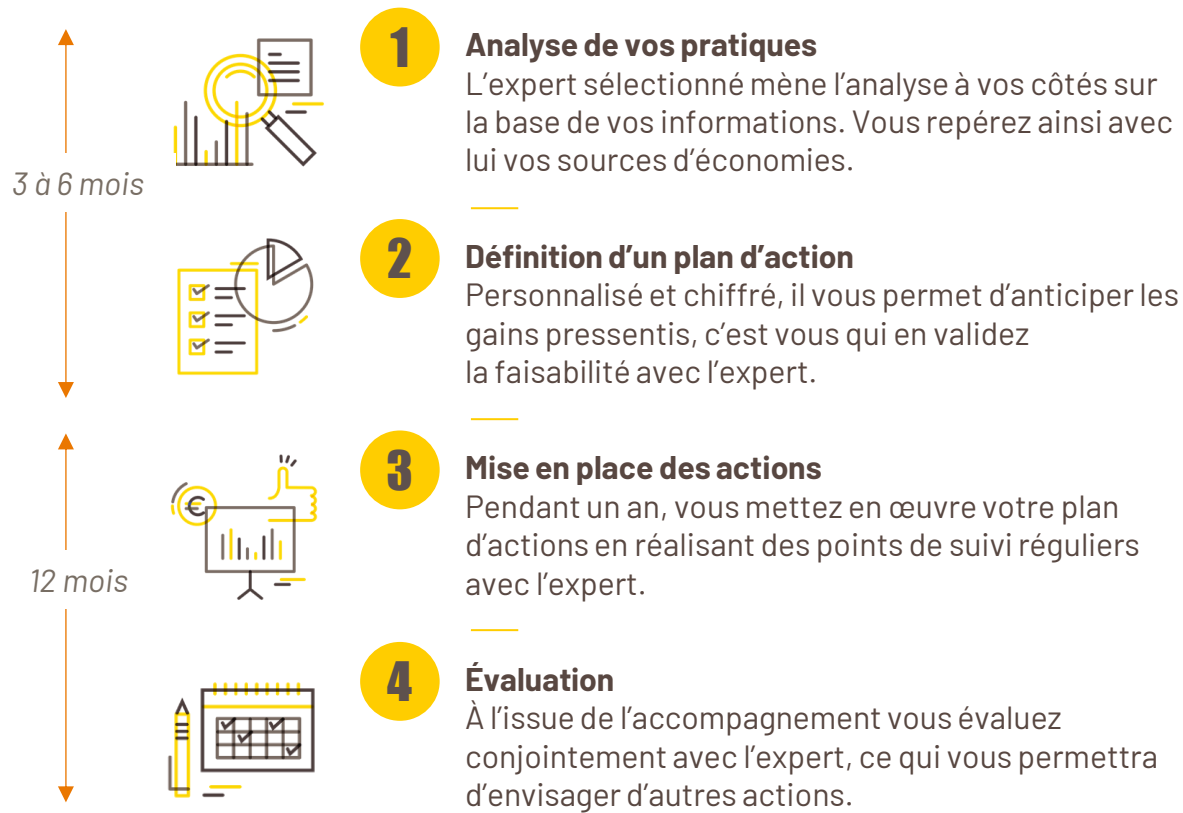 1
Analyse de vos pratiques
L’expert sélectionné mène l’analyse à vos côtés sur
la base de vos informations. Vous repérez ainsi avec
lui vos sources d’économies.
3 à 6 mois
2
Définition d’un plan d’action
Personnalisé et chiffré, il vous permet d’anticiper les
gains pressentis, c’est vous qui en validez
la faisabilité avec l’expert.
3
Mise en place des actions
Pendant un an, vous mettez en œuvre votre plan
d’actions en réalisant des points de suivi réguliers
avec l’expert.
12 mois
4
Évaluation
À l’issue de l’accompagnement vous évaluez
conjointement avec l’expert, ce qui vous permettra
d’envisager d’autres actions.
€